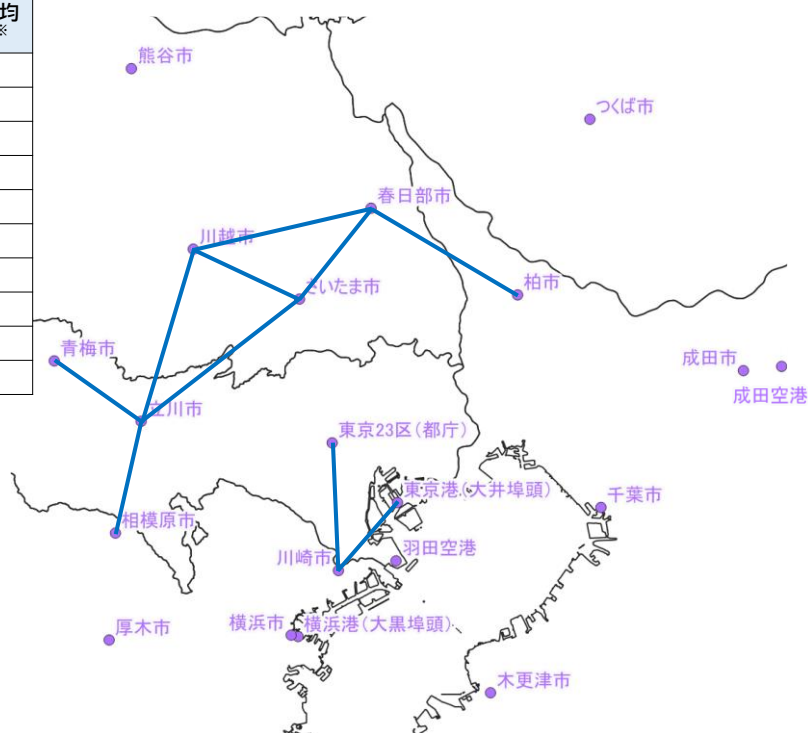 均
※
熊谷市
つくば市
春日部市
川越市
さいたま市
柏市
青梅市
成田市
成田空港
立川市
東京23区(都庁)
東京港(大井埠頭)
千葉市
相模原市
川崎市
羽田空港
横浜市
横浜港(大黒埠頭)
厚木市
木更津市